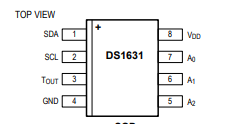 TOP VIEW
SDA 1 + 8 VDD
SCL 2 DS1631 7 A0
TOUT 3 6 A1
GND 4 5 A2